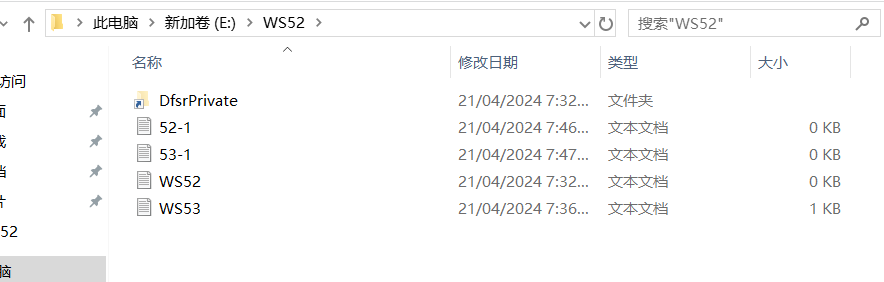 此电脑 > 新加卷 (E:) > WS52 >
搜索"WS52"
名称 修改日期 类型 大小
访问
DfsrPrivate 21/04/2024 7:32... 文件夹
52-1 21/04/2024 7:46... 文本文档 0 KB
53-1 21/04/2024 7:47... 文本文档 0 KB
WS52 21/04/2024 7:32... 文本文档 0 KB
WS53 21/04/2024 7:36... 文本文档 1 KB
52
脑